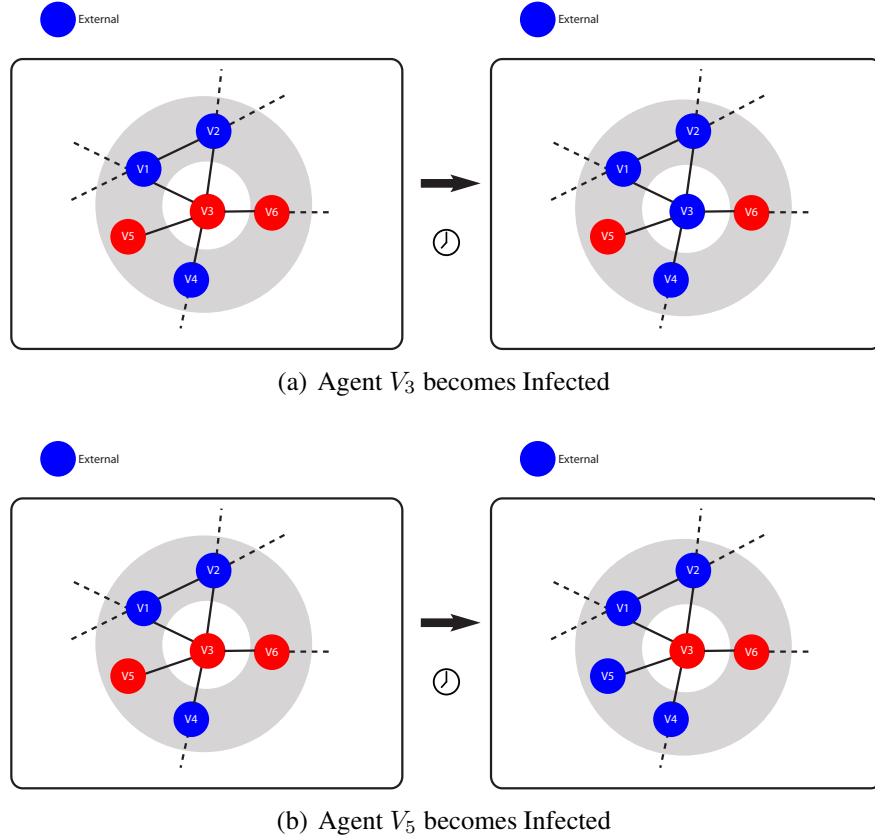 External
External
V2
V2
V1
V1
V3
V6
V3
V6
V5
V5
V4
V4
(a) Agent V3 becomes Infected
External
External
V2
V2
V1
V1
V3
V6
V3
V6
V5
V5
V4
V4
(b) Agent V5 becomes Infected